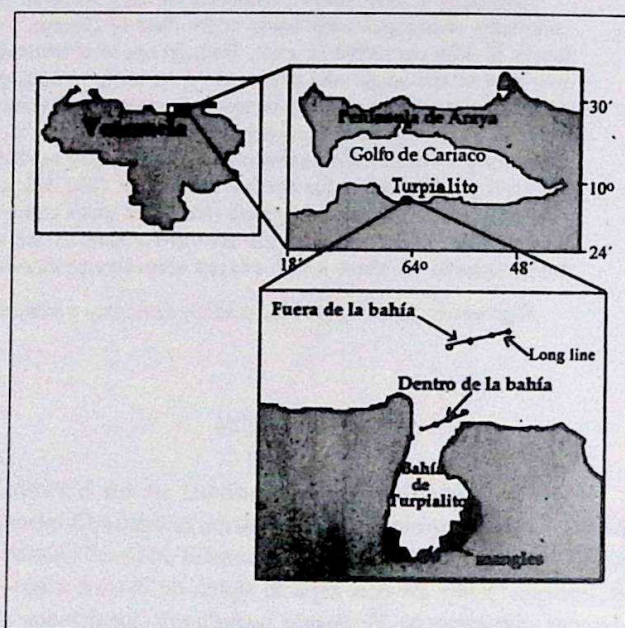 Venezuela
Península de Araya
Golfo de Cariaco
Turpialito
30´
10º
24´
18´
64º
48´
Fuera de la bahía
Long line
Dentro de la bahía
Bahía
de
Turpialito
mangles